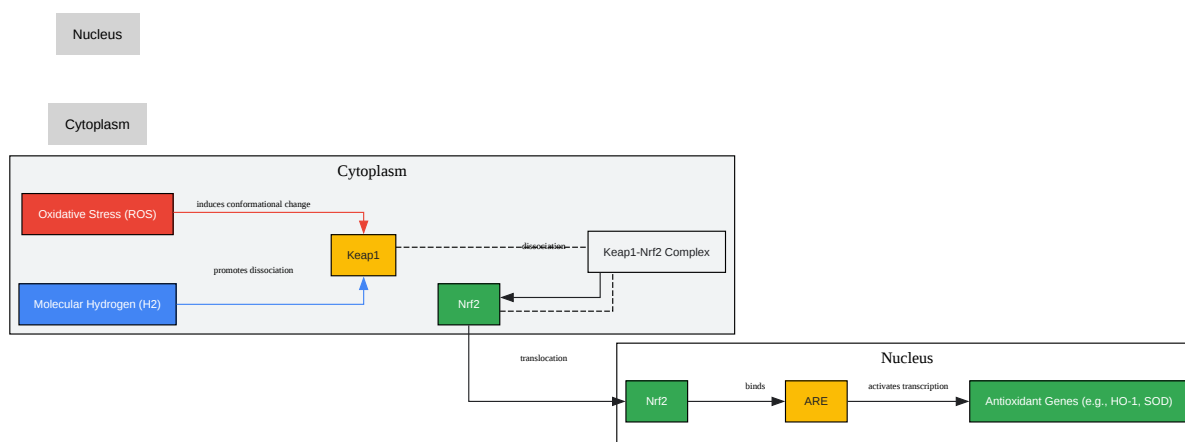 Nucleus
Cytoplasm
Cytoplasm
Oxidative Stress (ROS)
induces conformational change
Keap1
dissociation
Keap1-Nrf2 Complex
promotes dissociation
Molecular Hydrogen (H2)
Nrf2
translocation
Nucleus
Nrf2
binds
ARE
activates transcription
Antioxidant Genes (e.g., HO-1, SOD)